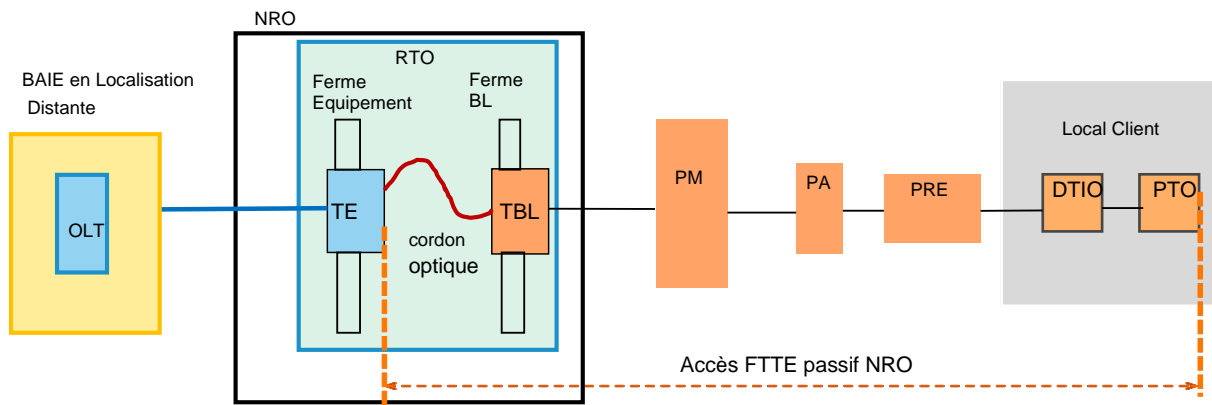 NRO
RTO
BAIE en Localisation
Distante
Ferme
Equipement
Ferme
BL
Local Client
OLT
TE
TBL
cordon
optique
PM
PA
PRE
DTIO
PTO
Accès FTTE passif NRO